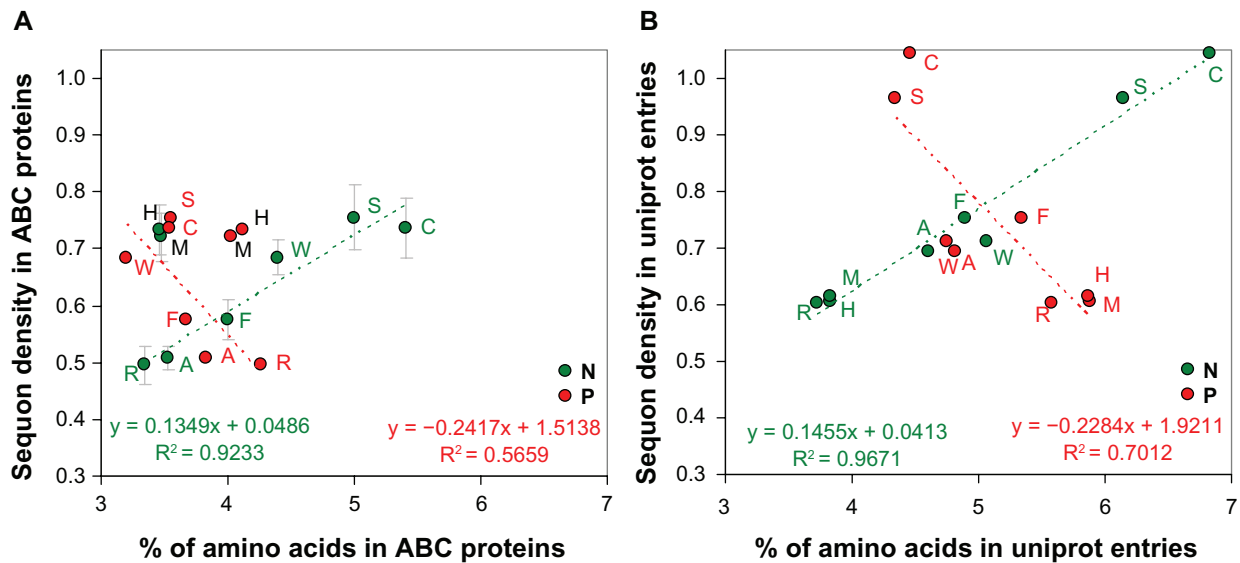 A
Sequon density in ABC proteins
1.0
0.9
0.8
0.7
0.6
0.5
0.4
0.3
H
S
C
M
W
H
M
W
S
C
F
F
R
A
A
R
N
P
y = 0.1349x + 0.0486
R² = 0.9233
y = −0.2417x + 1.5138
R² = 0.5659
3
4
5
6
7
% of amino acids in ABC proteins
B
Sequon density in uniprot entries
1.0
0.9
0.8
0.7
0.6
0.5
0.4
0.3
C
S
S
C
F
F
A
W
A
W
M
H
R
H
M
R
N
P
y = 0.1455x + 0.0413
R² = 0.9671
y = −0.2284x + 1.9211
R² = 0.7012
3
4
5
6
7
% of amino acids in uniprot entries